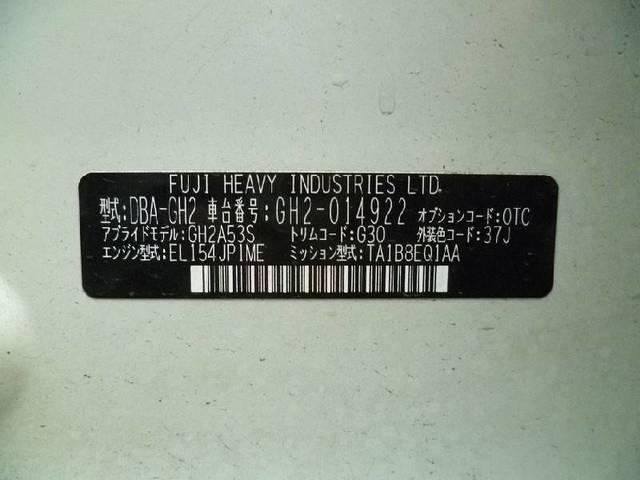 FUJI HEAVY INDUSTRIES LTD.
型式:DBA-GH2 車台番号:GH2-014922 オプションコード:OTC
アプライドモデル:GH2A53S トリムコード:G30 外装色コード:37J
エンジン型式:EL154JP1ME ミッション型式:TA1B8EQ1AA